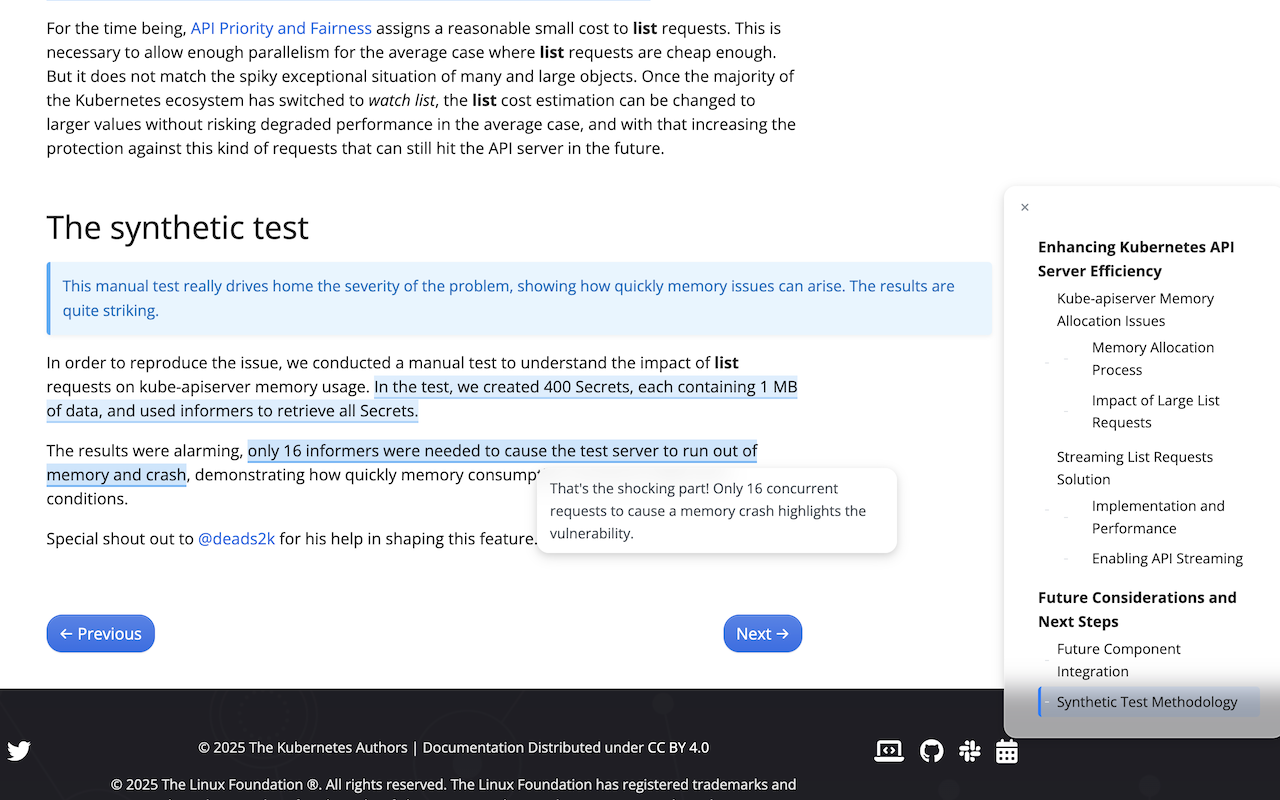 For the time being, API Priority and Fairness assigns a reasonable small cost to list requests. This is
necessary to allow enough parallelism for the average case where list requests are cheap enough.
But it does not match the spiky exceptional situation of many and large objects. Once the majority of
the Kubernetes ecosystem has switched to watch list, the list cost estimation can be changed to
larger values without risking degraded performance in the average case, and with that increasing the
protection against this kind of requests that can still hit the API server in the future.
The synthetic test
This manual test really drives home the severity of the problem, showing how quickly memory issues can arise. The results are
quite striking.
In order to reproduce the issue, we conducted a manual test to understand the impact of list
requests on kube-apiserver memory usage. In the test, we created 400 Secrets, each containing 1 MB
of data, and used informers to retrieve all Secrets.
The results were alarming, only 16 informers were needed to cause the test server to run out of
memory and crash, demonstrating how quickly memory
conditions.
That's the shocking part! Only 16 concurrent
requests to cause a memory crash highlights the
vulnerability.
Special shout out to @deads2k for his help in shaping this feature.
← Previous
Next →
×
Enhancing Kubernetes API
Server Efficiency
Kube-apiserver Memory
Allocation Issues
Memory Allocation
Process
Impact of Large List
Requests
Streaming List Requests
Solution
Implementation and
Performance
Enabling API Streaming
Future Considerations and
Next Steps
Future Component
Integration
Synthetic Test Methodology
© 2025 The Kubernetes Authors | Documentation Distributed under CC BY 4.0
© 2025 The Linux Foundation ®. All rights reserved. The Linux Foundation has registered trademarks and